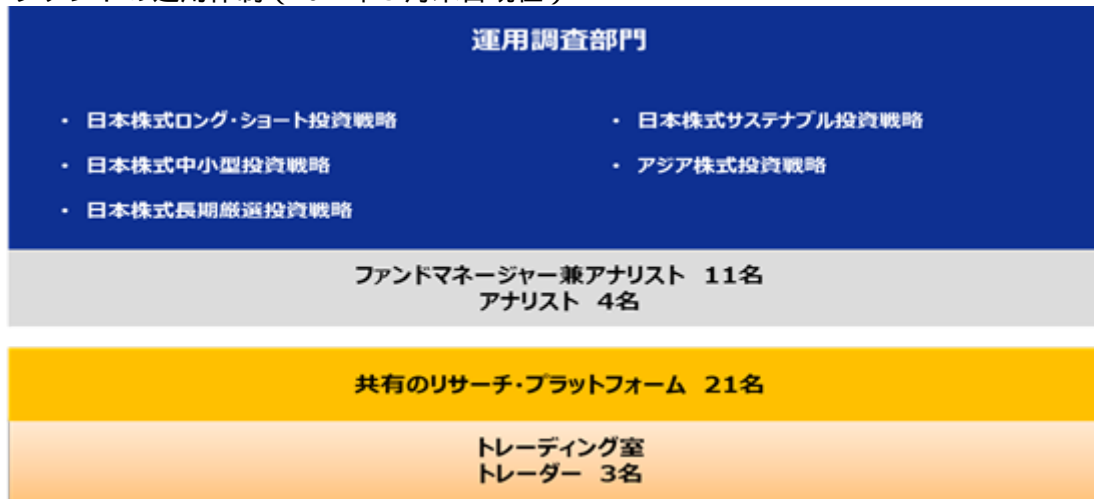 運用調査部門
・ 日本株式ロング・ショート投資戦略
・ 日本株式サステナブル投資戦略
・ 日本株式中小型投資戦略
・ アジア株式投資戦略
・ 日本株式長期厳選投資戦略
ファンドマネージャー兼アナリスト 11名
アナリスト 4名
共有のリサーチ・プラットフォーム 21名
トレーディング室
トレーダー 3名